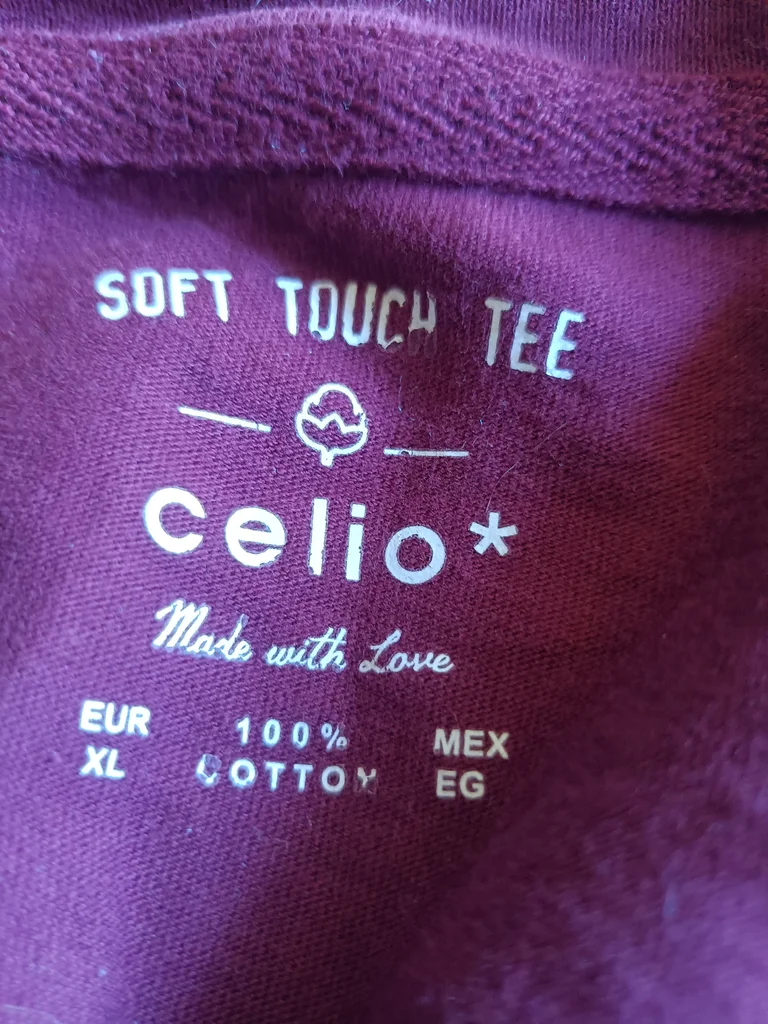 SOFT TOUCH TEE
celio*
Made with Love
EUR 100% MEX
XL COTTON EG